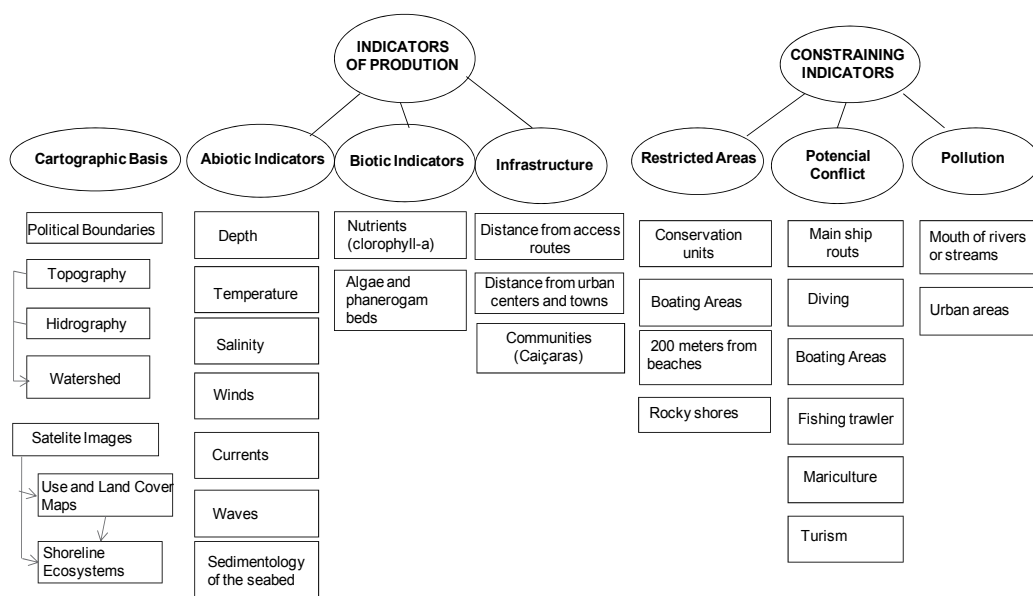 INDICATORS
OF PRODUTION
CONSTRAINING
INDICATORS
Cartographic Basis
Abiotic Indicators
Biotic Indicators
Infrastructure
Restricted Areas
Potencial
Conflict
Pollution
Political Boundaries
Topography
Hidrography
Watershed
Satelite Images
Use and Land Cover
Maps
Shoreline
Ecosystems
Depth
Temperature
Salinity
Winds
Currents
Waves
Sedimentology
of the seabed
Nutrients
(clorophyll-a)
Algae and
phanerogam
beds
Distance from access
routes
Distance from urban
centers and towns
Communities
(Caiçaras)
Conservation
units
Boating Areas
200 meters from
beaches
Rocky shores
Main ship
routs
Diving
Boating Areas
Fishing trawler
Mariculture
Turism
Mouth of rivers
or streams
Urban areas